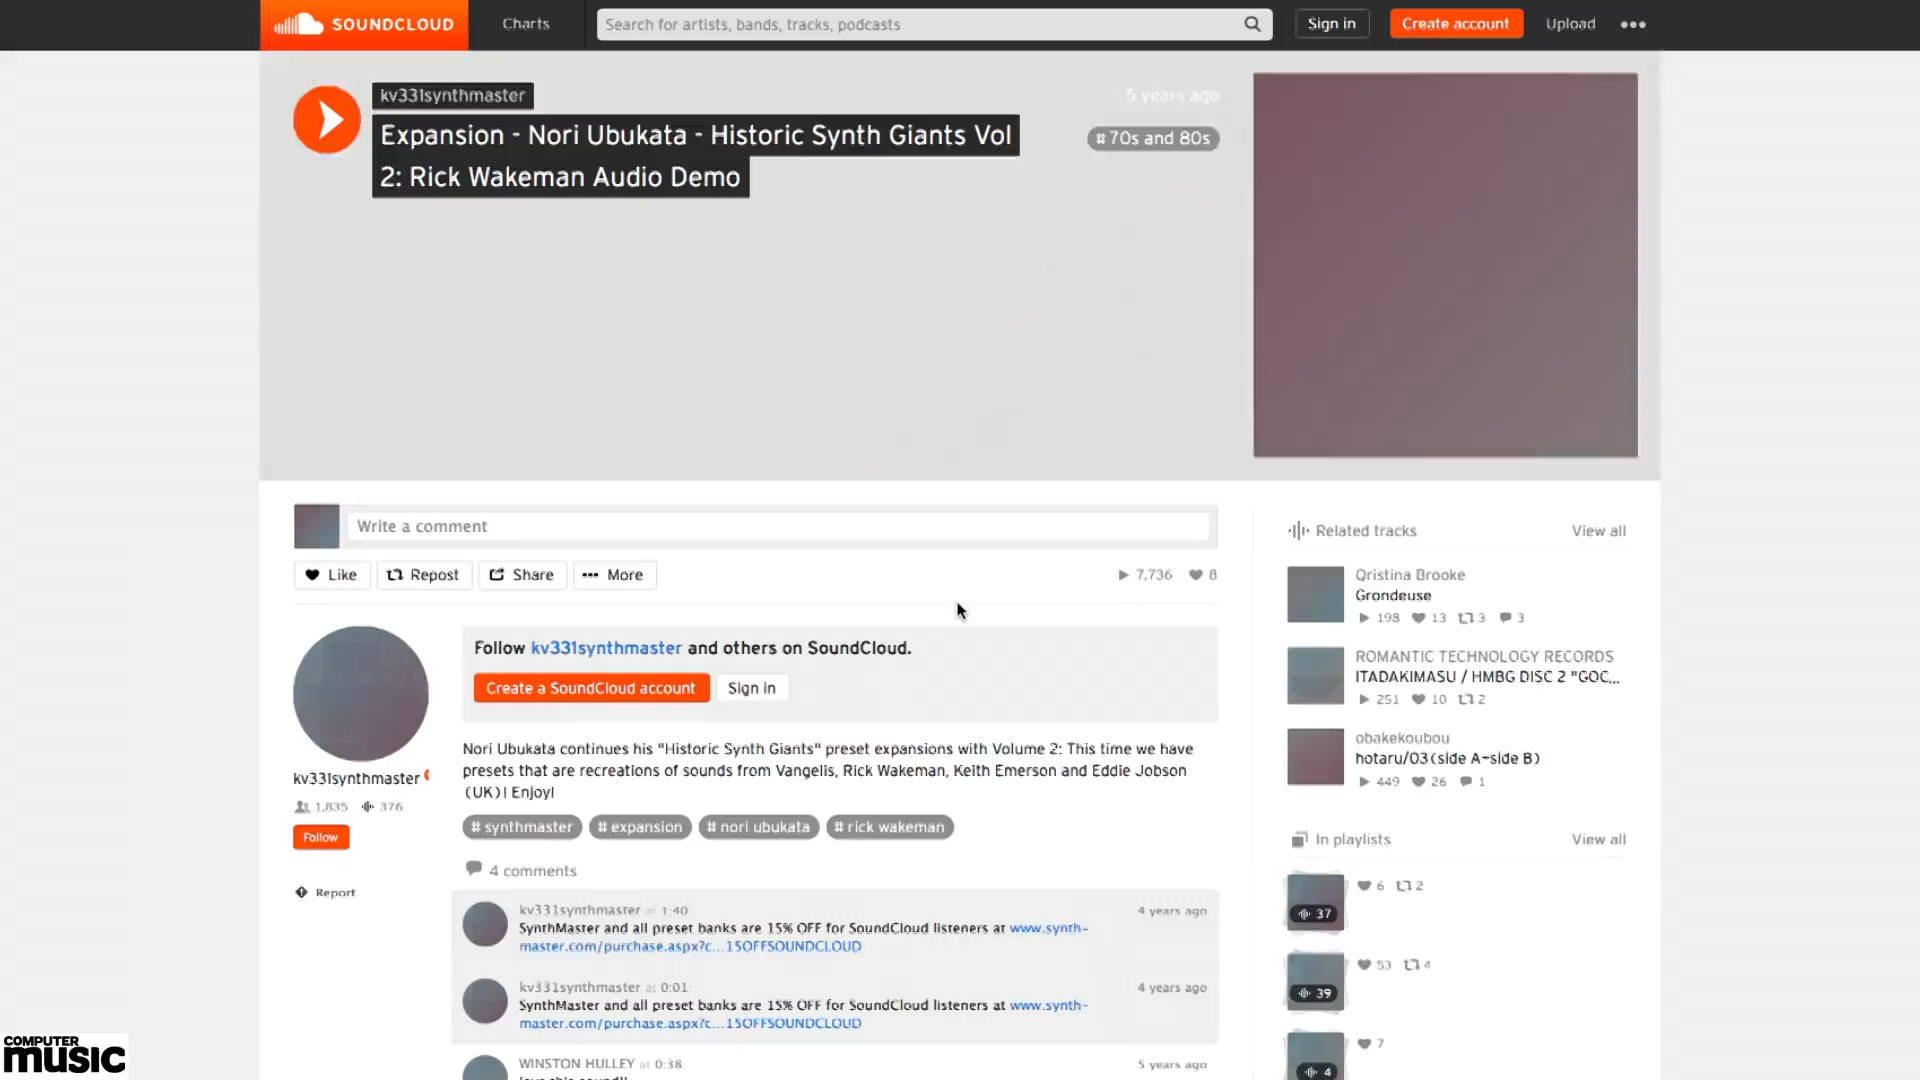 SOUNDCLOUD
Charts
Search for artists, bands, tracks, podcasts
Sign in
Create account
Upload
kv331synthmaster
5 years ago
Expansion - Nori Ubukata - Historic Synth Giants Vol
2: Rick Wakeman Audio Demo
# 70s and 80s
Write a comment
Like
Repost
Share
More
7,736
8
Follow kv331synthmaster and others on SoundCloud.
Create a SoundCloud account
Sign in
kv331synthmaster
1,835
376
Follow
Report
Nori Ubukata continues his "Historic Synth Giants" preset expansions with Volume 2: This time we have
presets that are recreations of sounds from Vangelis, Rick Wakeman, Keith Emerson and Eddie Jobson
(UK)! Enjoy!
# synthmaster
# expansion
# nori ubukata
# rick wakeman
4 comments
kv331synthmaster at 1:40
4 years ago
SynthMaster and all preset banks are 15% OFF for SoundCloud listeners at www.synth-
master.com/purchase.aspx?c...15OFFSOUNDCLOUD
kv331synthmaster at 0:01
4 years ago
SynthMaster and all preset banks are 15% OFF for SoundCloud listeners at www.synth-
master.com/purchase.aspx?c...15OFFSOUNDCLOUD
WINSTON HULLEY at 0:38
5 years ago
Related tracks
View all
Qristina Brooke
Grondeuse
198
13
3
3
ROMANTIC TECHNOLOGY RECORDS
ITADAKIMASU / HMBG DISC 2 "GOC...
251
10
2
obakekoubou
hotaru/03(side A~side B)
449
26
1
In playlists
View all
6
2
37
53
4
39
7
4
COMPUTER
music